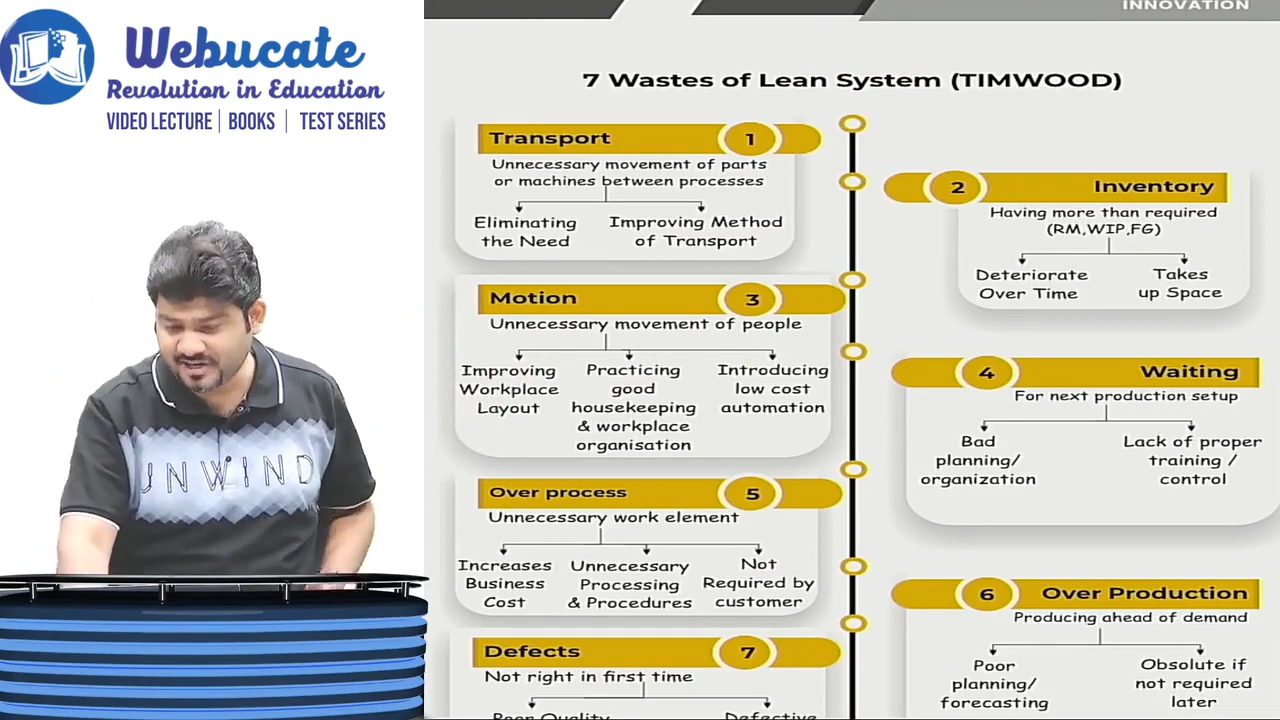 Webucate
Revolution in Education
VIDEO LECTURE | BOOKS | TEST SERIES
UNWIND
INNOVATION
7 Wastes of Lean System (TIMWOOD)
Transport 1
Unnecessary movement of parts
or machines between processes
Eliminating
the Need
Improving Method
of Transport
2 Inventory
Having more than required
(RM,WIP,FG)
Deteriorate
Over Time
Takes
up Space
Motion 3
Unnecessary movement of people
Improving
Workplace
Layout
Practicing
good
housekeeping
& workplace
organisation
Introducing
low cost
automation
4 Waiting
For next production setup
Bad
planning/
organization
Lack of proper
training /
control
Over process 5
Unnecessary work element
Increases
Business
Cost
Unnecessary
Processing
& Procedures
Not
Required by
customer
6 Over Production
Producing ahead of demand
Poor
planning/
forecasting
Obsolute if
not required
later
Defects 7
Not right in first time
Poor Quality
Defective